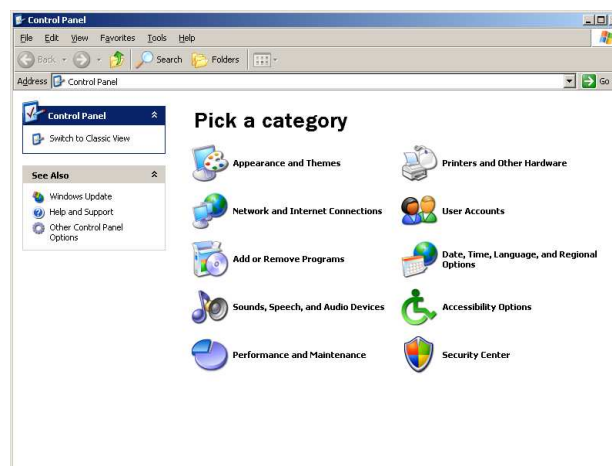 Control Panel
File Edit View Favorites Tools Help
Back Search Folders
Address Control Panel Go
Control Panel
Switch to Classic View
See Also
Windows Update
Help and Support
Other Control Panel
Options
Pick a category
Appearance and Themes
Printers and Other Hardware
Network and Internet Connections
User Accounts
Add or Remove Programs
Date, Time, Language, and Regional
Options
Sounds, Speech, and Audio Devices
Accessibility Options
Performance and Maintenance
Security Center